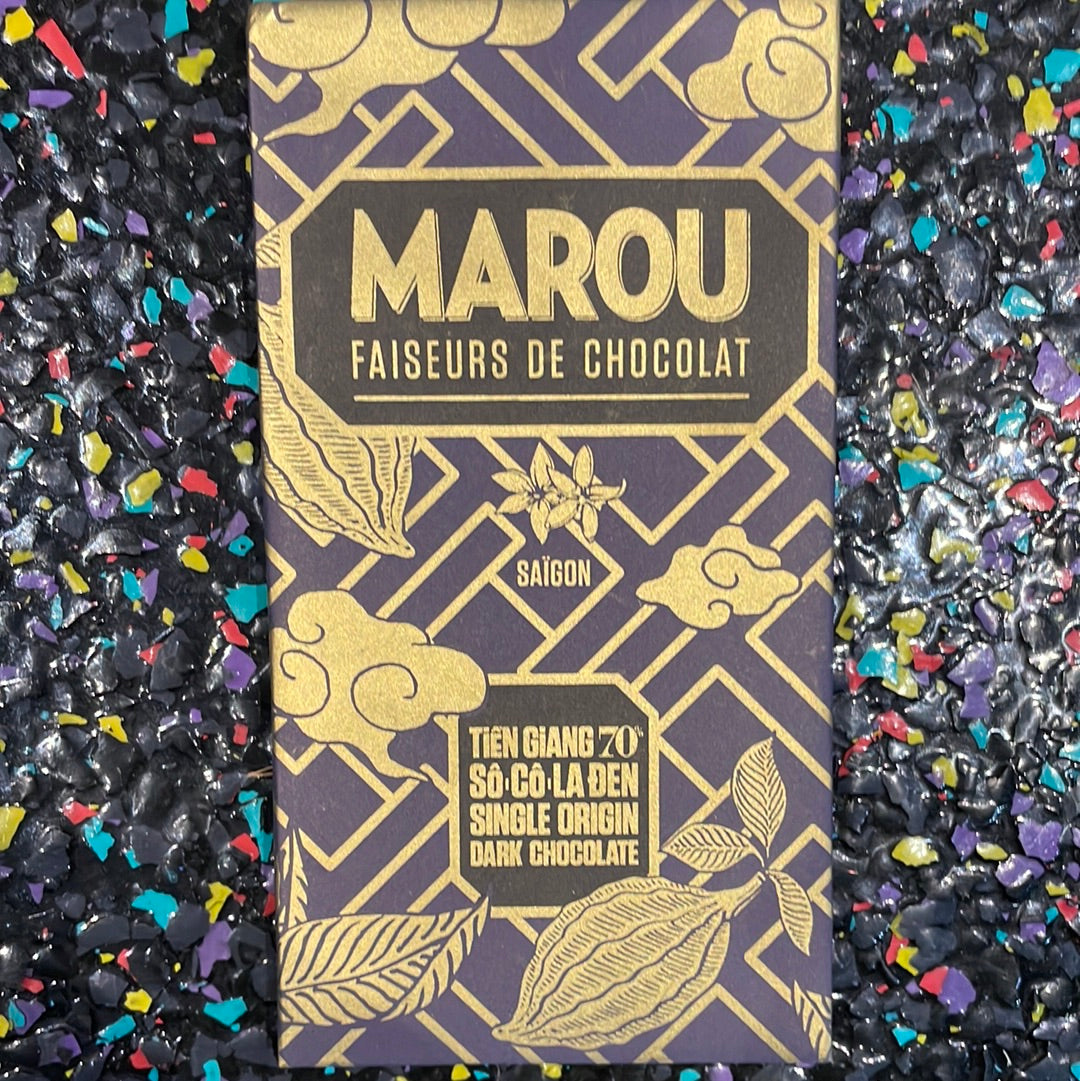 MAROU
FAISEURS DE CHOCOLAT
SAÏGON
TIỀN GIANG 70%
SÔ·CÔ·LA ĐEN
SINGLE ORIGIN
DARK CHOCOLATE